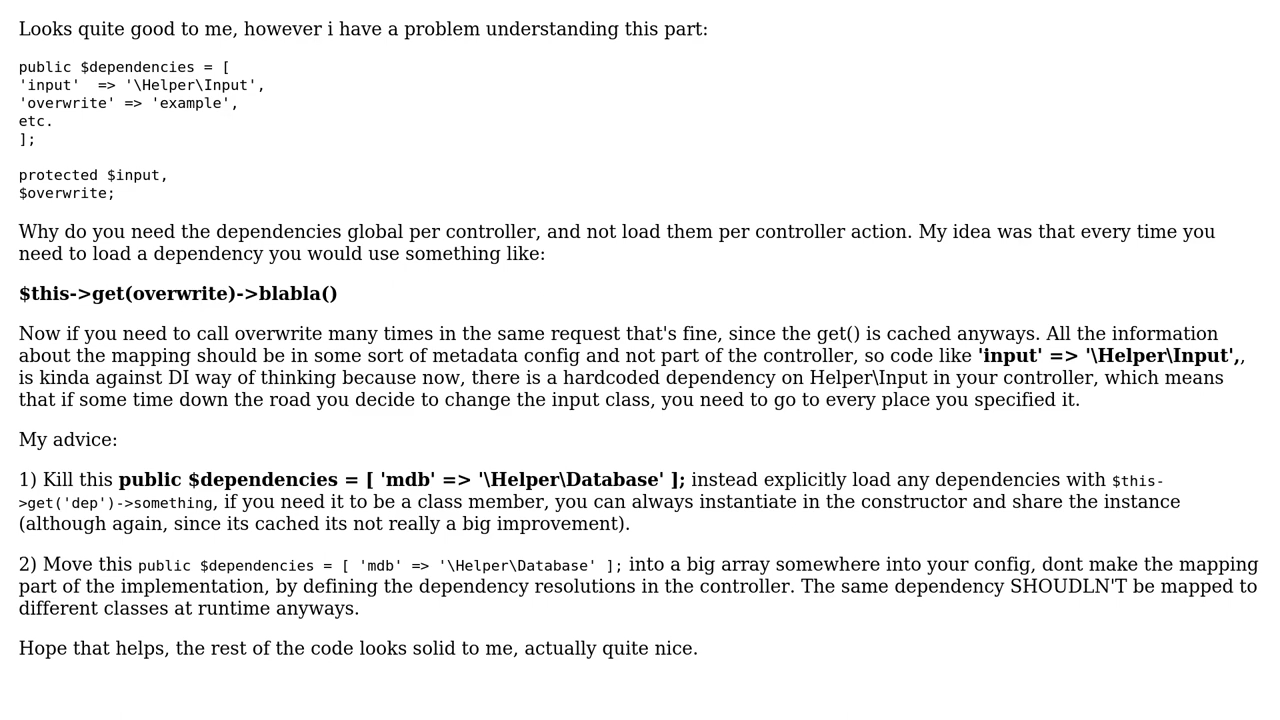 Looks quite good to me, however i have a problem understanding this part:
public $dependencies = [
'input'  => '\Helper\Input',
'overwrite' => 'example',
etc.
];
protected $input,
$overwrite;
Why do you need the dependencies global per controller, and not load them per controller action. My idea was that every time you
need to load a dependency you would use something like:
$this->get(overwrite)->blabla()
Now if you need to call overwrite many times in the same request that's fine, since the get() is cached anyways. All the information
about the mapping should be in some sort of metadata config and not part of the controller, so code like 'input' => '\Helper\Input',,
is kinda against DI way of thinking because now, there is a hardcoded dependency on Helper\Input in your controller, which means
that if some time down the road you decide to change the input class, you need to go to every place you specified it.
My advice:
1) Kill this public $dependencies = [ 'mdb' => '\Helper\Database' ]; instead explicitly load any dependencies with $this-
>get('dep')->something, if you need it to be a class member, you can always instantiate in the constructor and share the instance
(although again, since its cached its not really a big improvement).
2) Move this public $dependencies = [ 'mdb' => '\Helper\Database' ]; into a big array somewhere into your config, dont make the mapping
part of the implementation, by defining the dependency resolutions in the controller. The same dependency SHOUDLN'T be mapped to
different classes at runtime anyways.
Hope that helps, the rest of the code looks solid to me, actually quite nice.